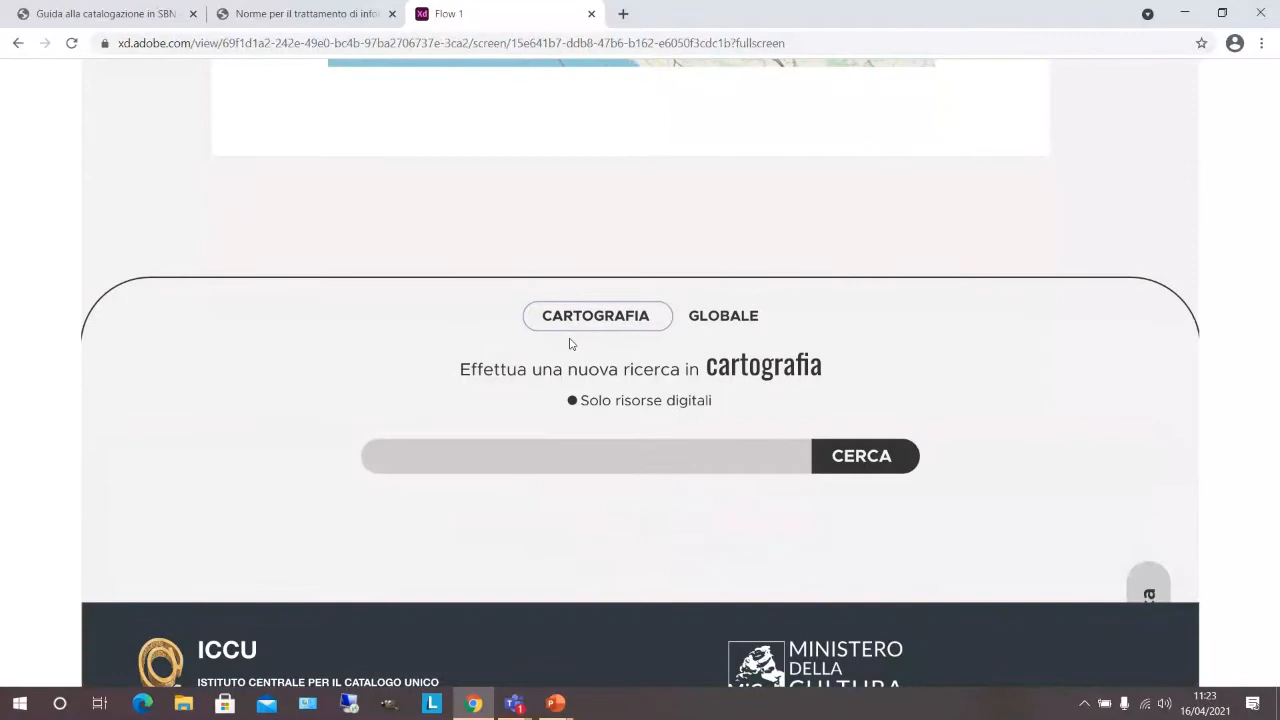 Guida alla catalogazione in SBN
Norme per il trattamento di info
Xd Flow 1
xd.adobe.com/view/69f1d1a2-242e-49e0-bc4b-97ba2706737e-3ca2/screen/15e641b7-ddb8-47b6-b162-e6050f3cdc1b?fullscreen
CARTOGRAFIA GLOBALE
Effettua una nuova ricerca in cartografia
Solo risorse digitali
CERCA
ICCU
ISTITUTO CENTRALE PER IL CATALOGO UNICO
MINISTERO
DELLA
CULTURA
11:23
16/04/2021